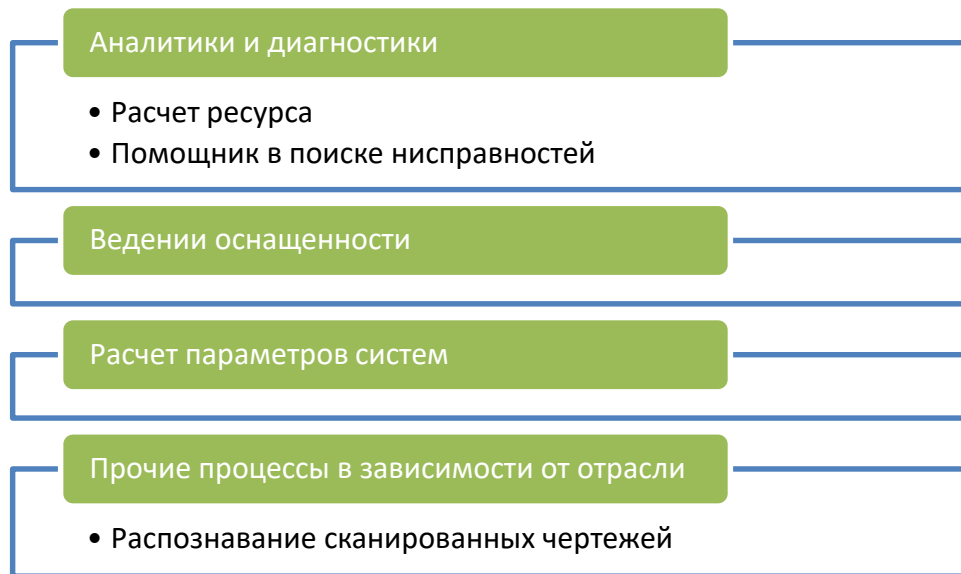 Аналитики и диагностики
• Расчет ресурса
• Помощник в поиске нисправностей
Ведении оснащенности
Расчет параметров систем
Прочие процессы в зависимости от отрасли
• Распознавание сканированных чертежей